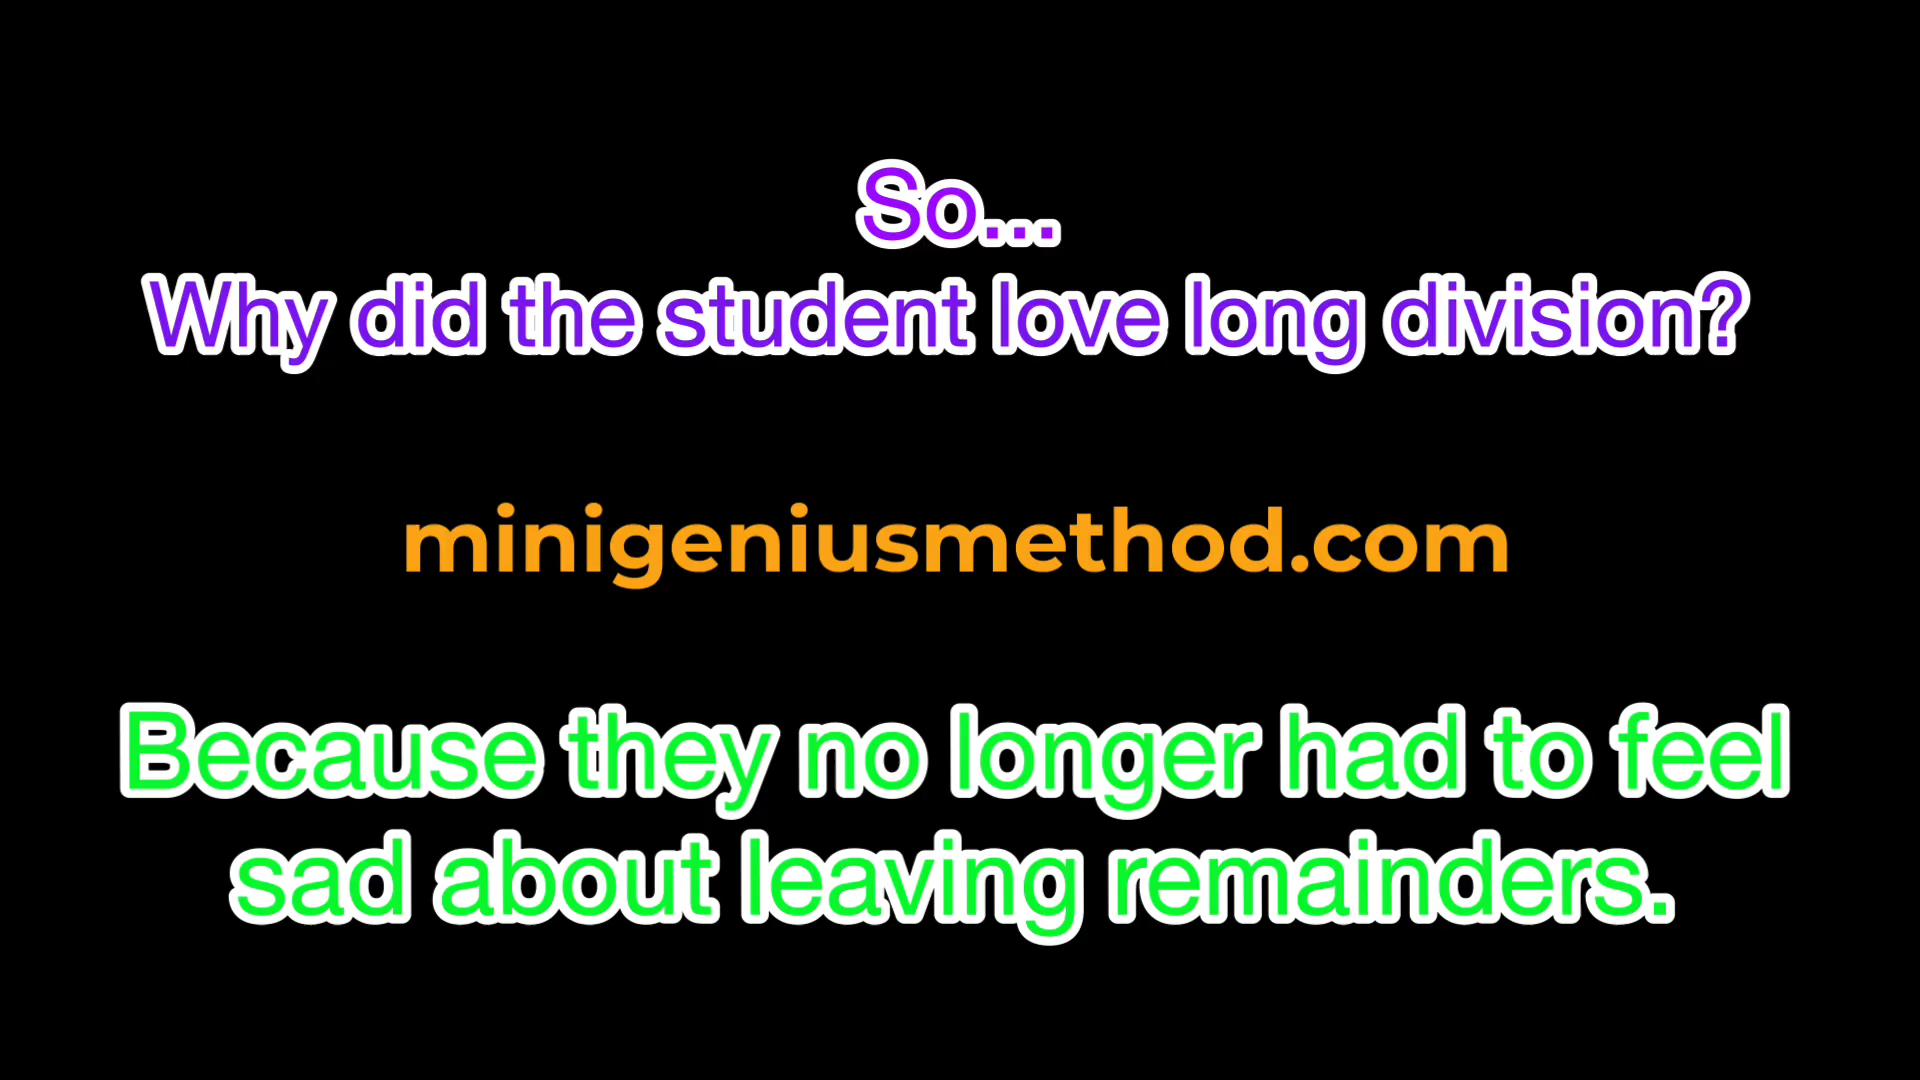 So...
Why did the student love long division?
minigeniusmethod.com
Because they no longer had to feel
sad about leaving remainders.